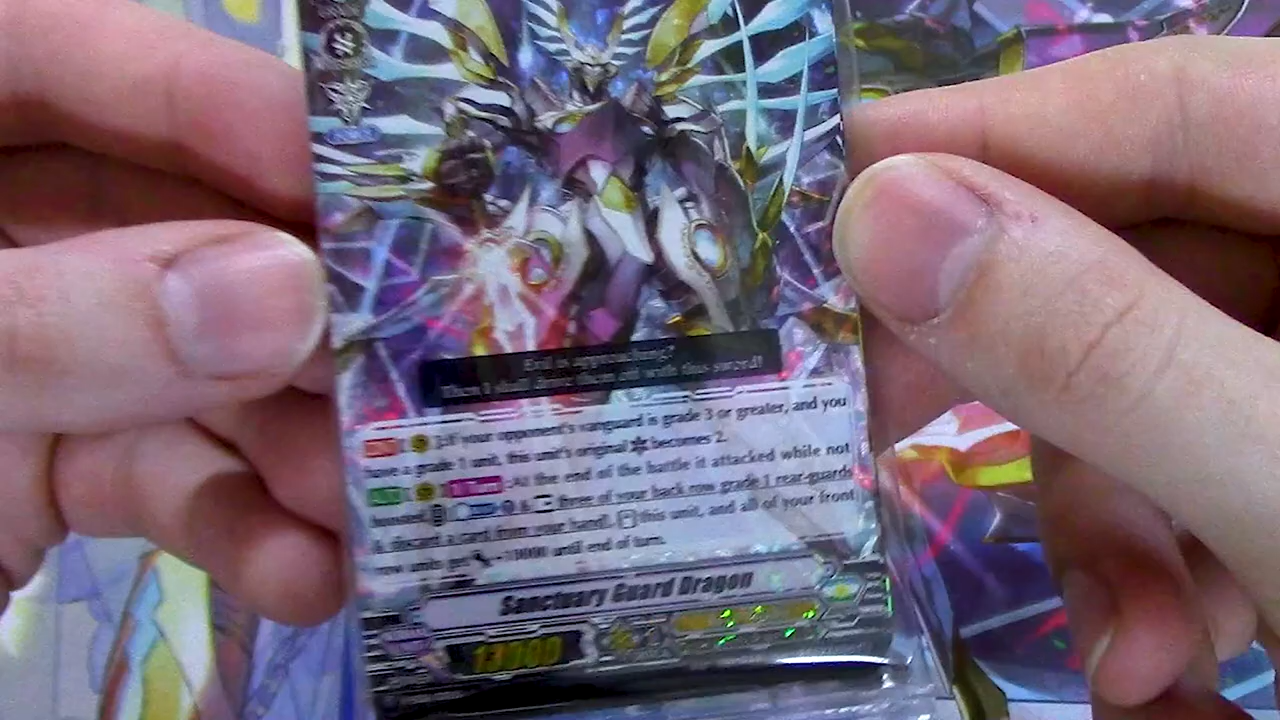 End is approaching?
Then I shall
all with this sword!
:If your opponent's vanguard is grade 3 or greater, and you
have a grade 1 unit, this unit's original becomes 2.
:At the end of the battle it attacked while not
boosted, & three of your back row grade 1 rear-guards
& discard a card from your hand, this unit, and all of your front
row units get +10000 until end of turn.
Sanctuary Guard Dragon
13000